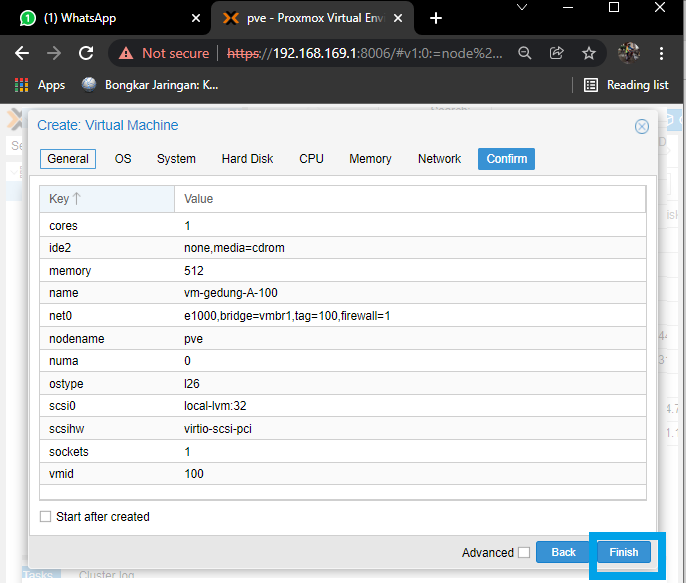 (1) WhatsApp
pve - Proxmox Virtual Envi
Not secure | https://192.168.169.1:8006/#v1:0:=node%2...
Apps
Bongkar Jaringan: K...
Reading list
Create: Virtual Machine
General OS System Hard Disk CPU Memory Network Confirm
Key Value
cores 1
ide2 none,media=cdrom
memory 512
name vm-gedung-A-100
net0 e1000,bridge=vmbr1,tag=100,firewall=1
nodename pve
numa 0
ostype l26
scsi0 local-lvm:32
scsihw virtio-scsi-pci
sockets 1
vmid 100
Start after created
Advanced Back Finish
Tasks Cluster log